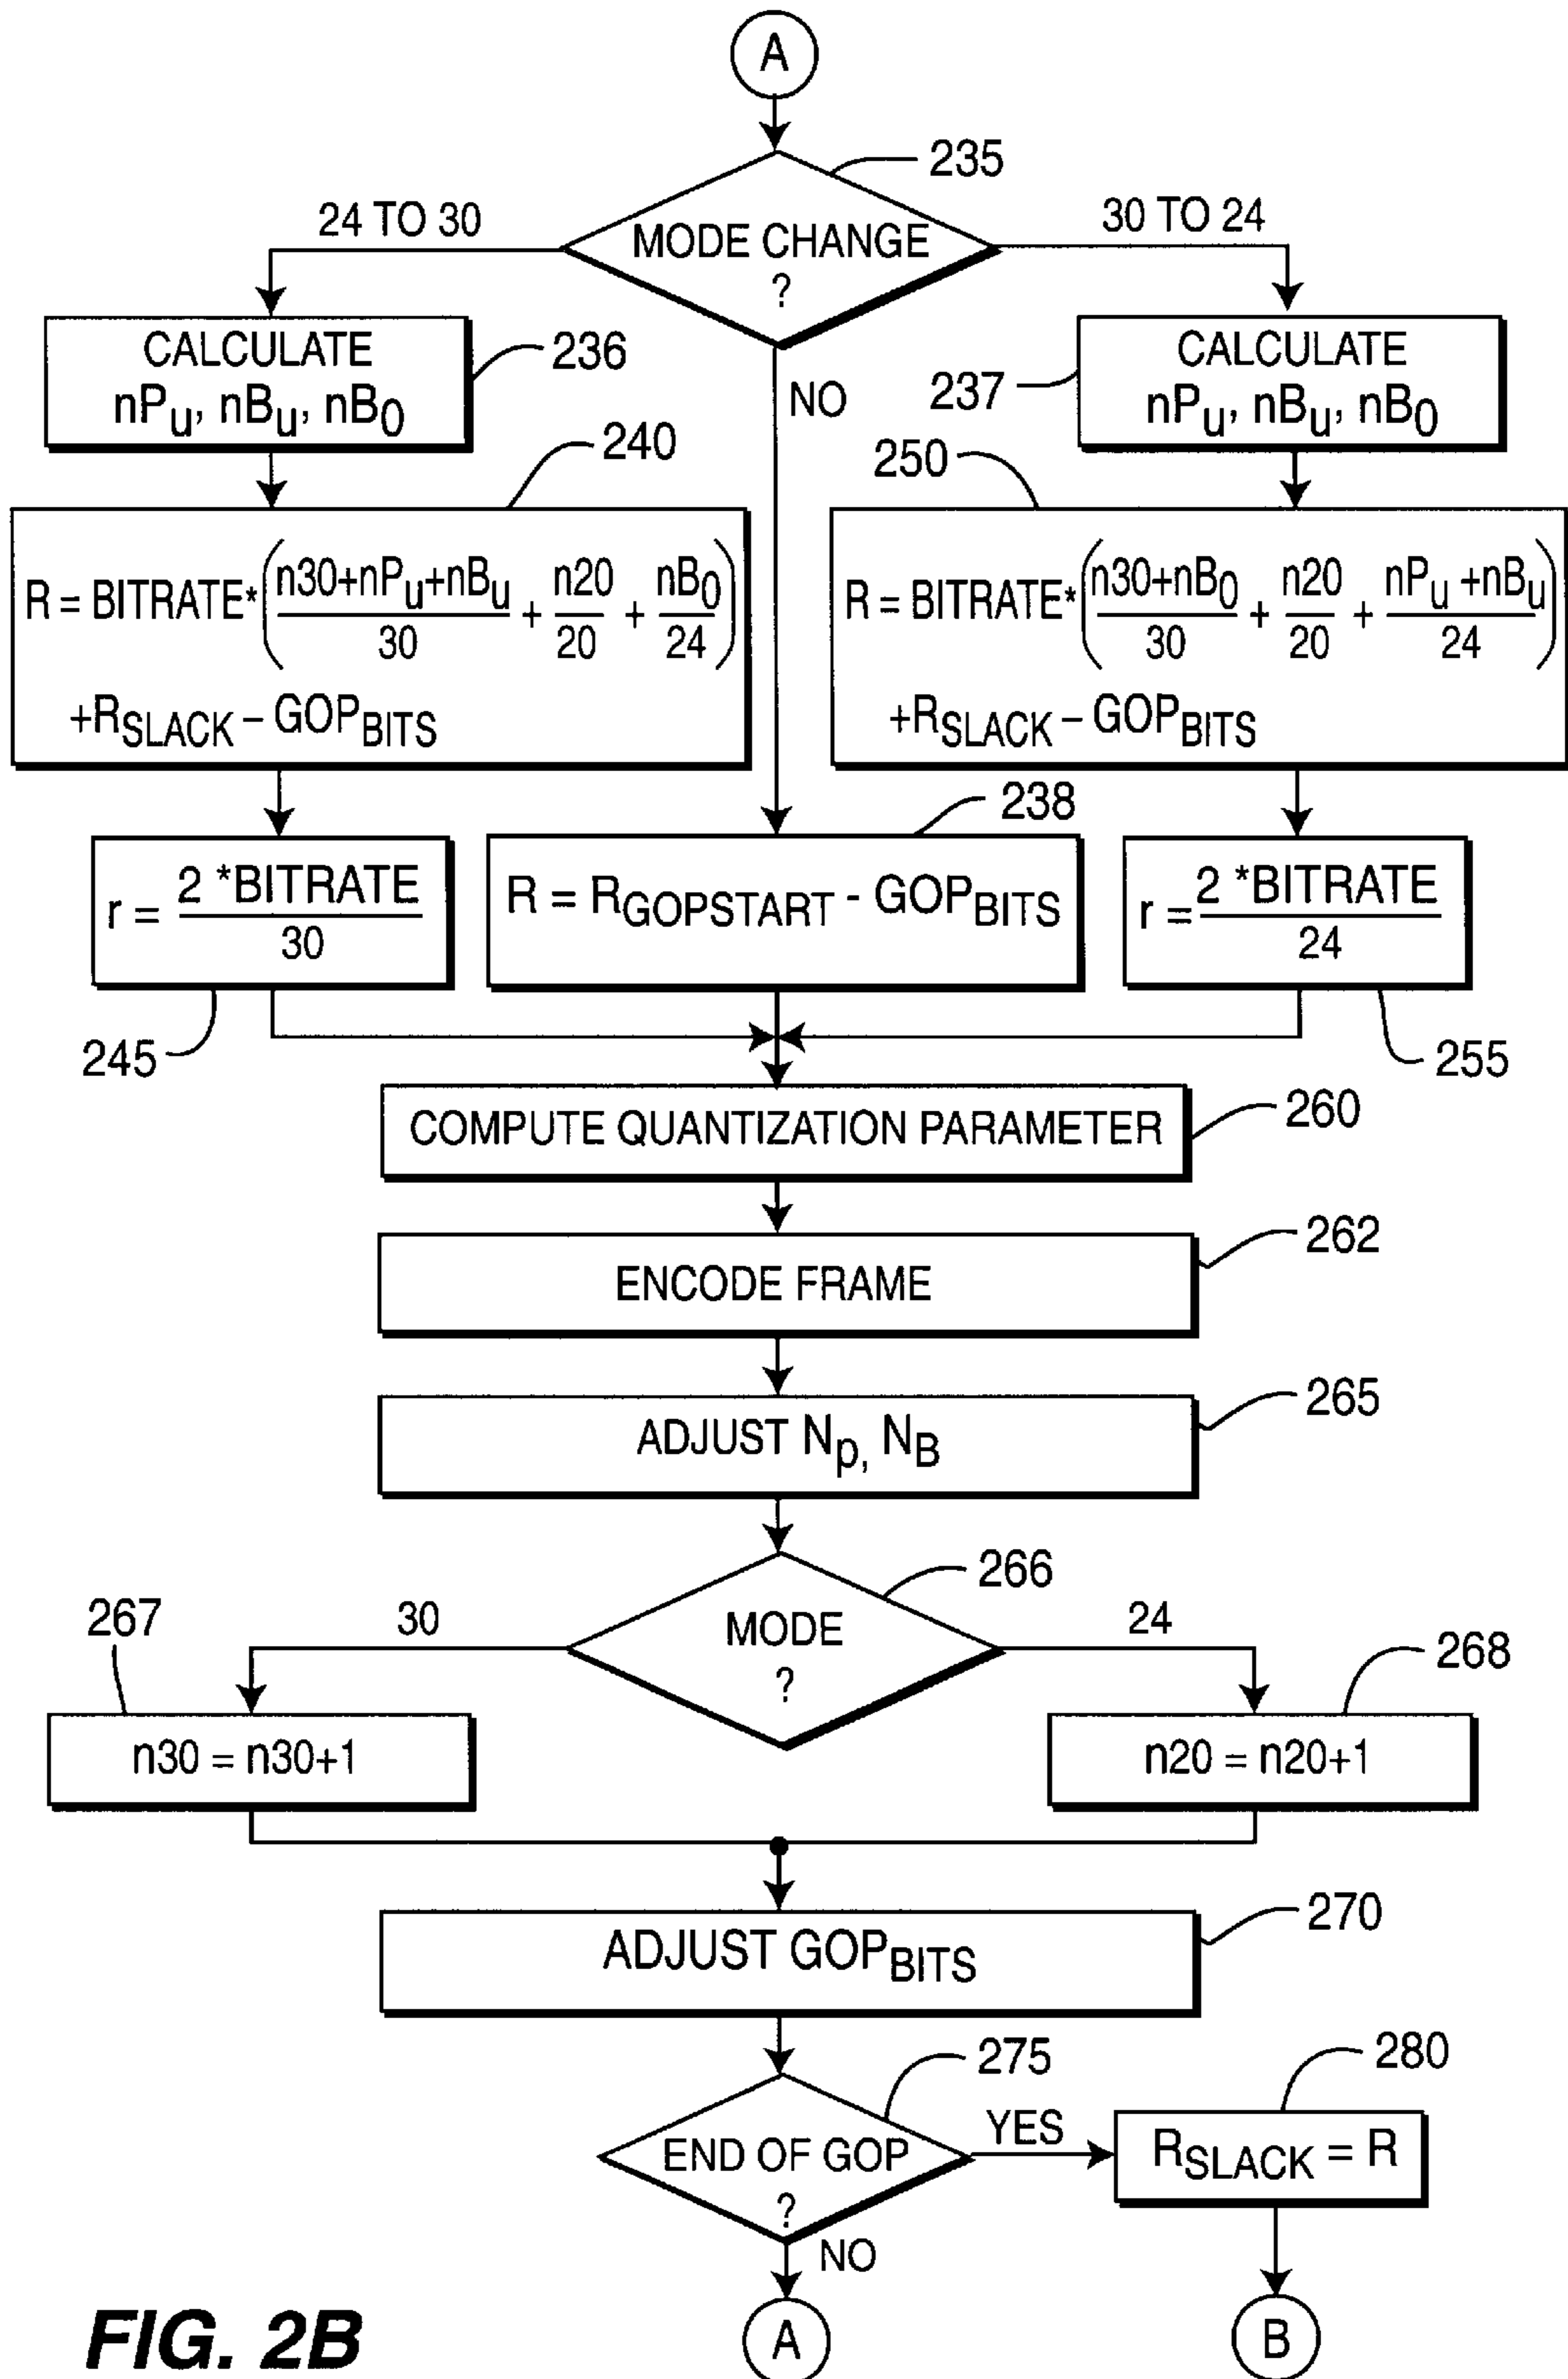 A
235
24 TO 30
30 TO 24
MODE CHANGE
?
CALCULATE
nPu, nBu, nB0
236
NO
237
CALCULATE
nPu, nBu, nB0
240
250
R = BITRATE*((n30+nPu+nBu)/30 + n20/20 + nB0/24)
+RSLACK – GOPBITS
R = BITRATE*((n30+nB0)/30 + n20/20 + (nPu +nBu)/24)
+RSLACK – GOPBITS
238
r = 2 *BITRATE/30
R = RGOPSTART - GOPBITS
r = 2 *BITRATE/24
245
255
COMPUTE QUANTIZATION PARAMETER
260
262
ENCODE FRAME
265
ADJUST Np, NB
266
267
30
MODE
?
24
268
n30 = n30+1
n20 = n20+1
270
ADJUST GOPBITS
275
280
END OF GOP
?
YES
RSLACK = R
NO
FIG. 2B
A
B